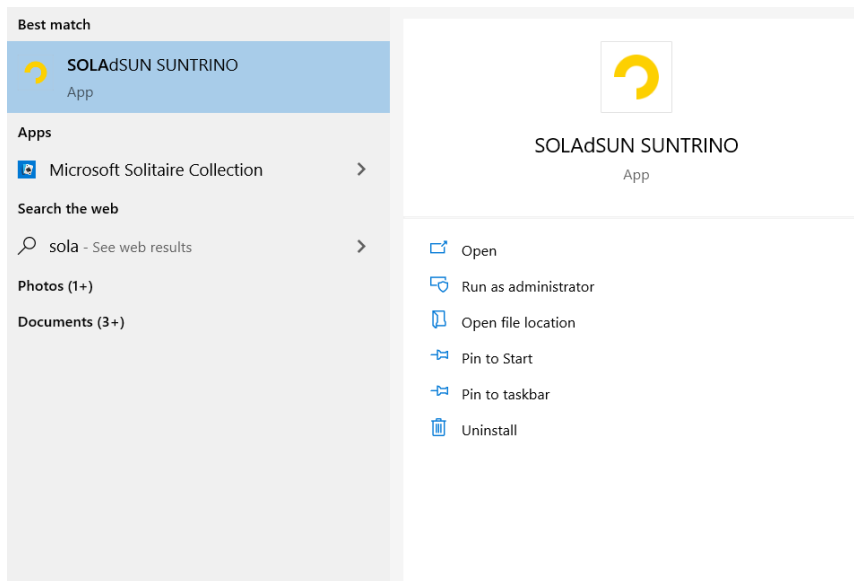 Best match
SOLAdSUN SUNTRINO
App
Apps
Microsoft Solitaire Collection
Search the web
sola - See web results
Photos (1+)
Documents (3+)
SOLAdSUN SUNTRINO
App
Open
Run as administrator
Open file location
Pin to Start
Pin to taskbar
Uninstall